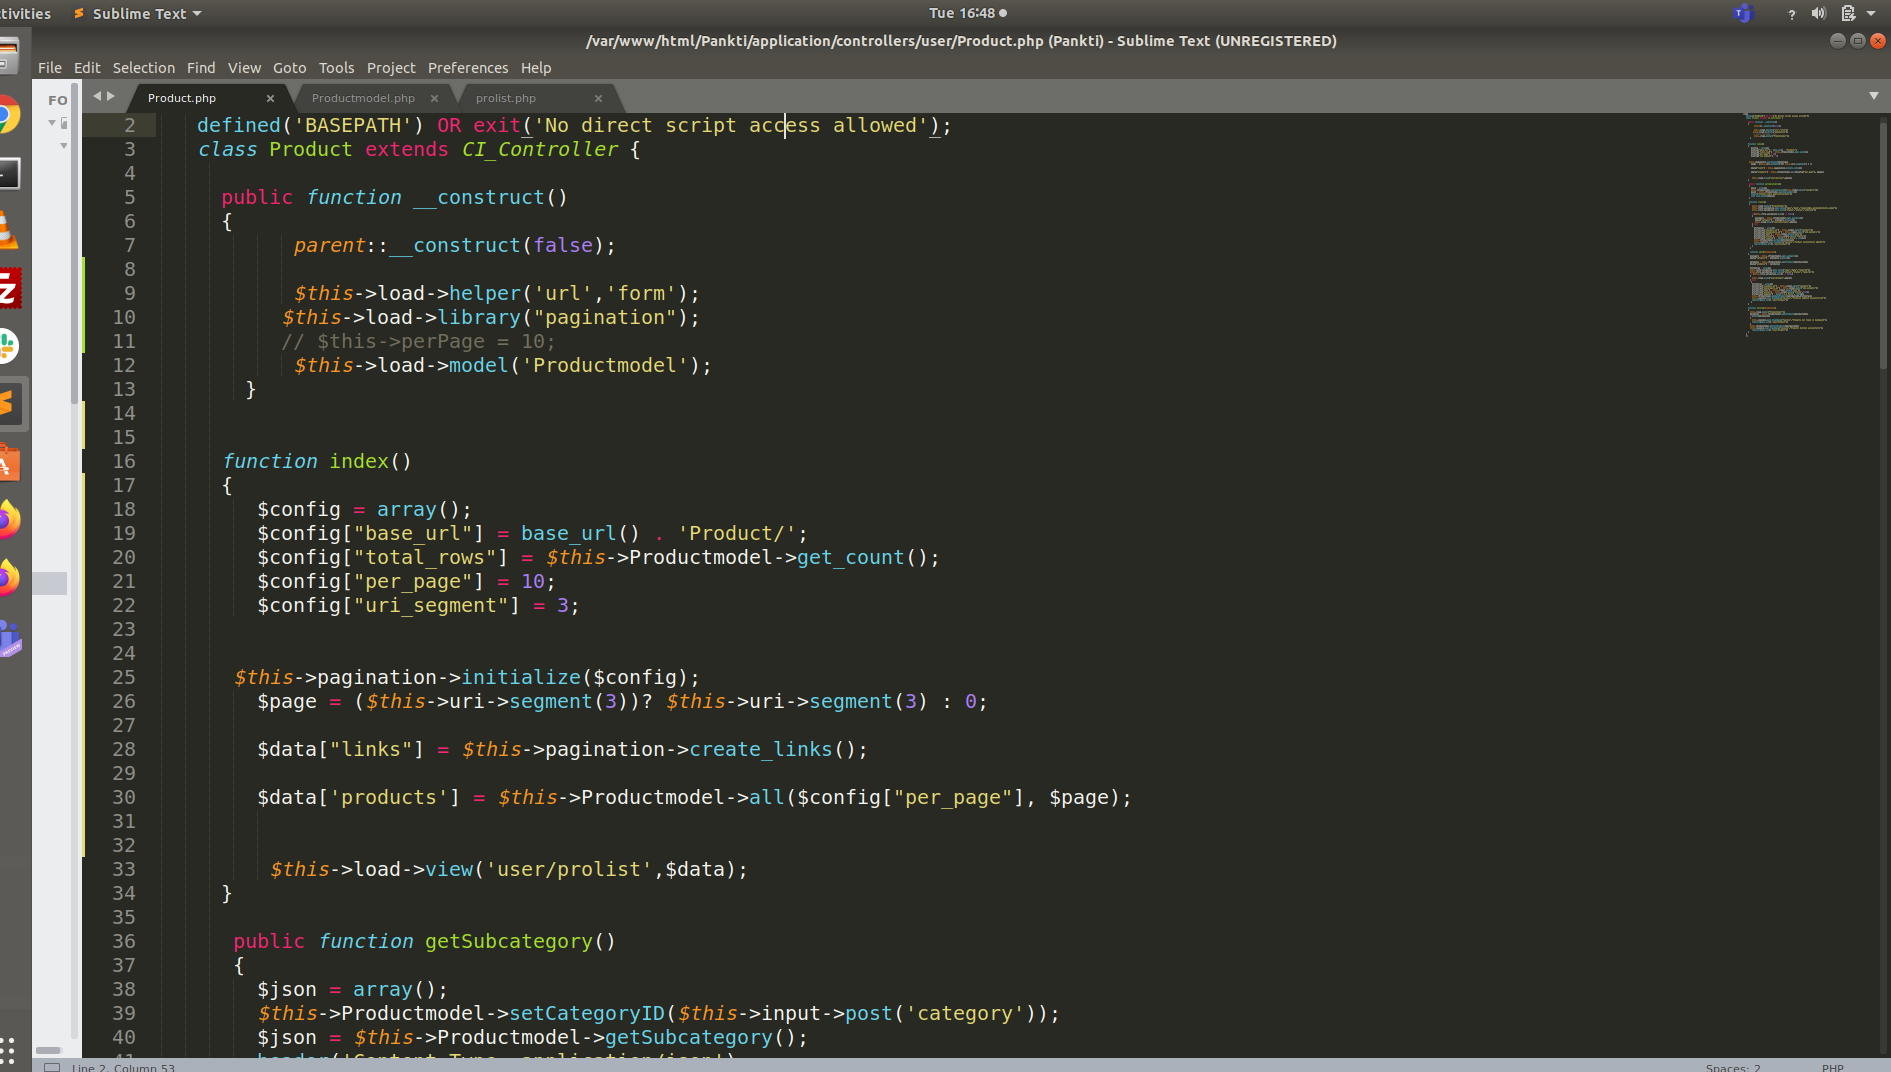 tivities
Sublime Text
Tue 16:48
/var/www/html/Pankti/application/controllers/user/Product.php (Pankti) - Sublime Text (UNREGISTERED)
File Edit Selection Find View Goto Tools Project Preferences Help
FO
Product.php × Productmodel.php × prolist.php ×
2 defined('BASEPATH') OR exit('No direct script access allowed');
3 class Product extends CI_Controller {
4
5 public function __construct()
6 {
7 parent::__construct(false);
8
9 $this->load->helper('url','form');
10 $this->load->library("pagination");
11 // $this->perPage = 10;
12 $this->load->model('Productmodel');
13 }
14
15
16 function index()
17 {
18 $config = array();
19 $config["base_url"] = base_url() . 'Product/';
20 $config["total_rows"] = $this->Productmodel->get_count();
21 $config["per_page"] = 10;
22 $config["uri_segment"] = 3;
23
24
25 $this->pagination->initialize($config);
26 $page = ($this->uri->segment(3))? $this->uri->segment(3) : 0;
27
28 $data["links"] = $this->pagination->create_links();
29
30 $data['products'] = $this->Productmodel->all($config["per_page"], $page);
31
32
33 $this->load->view('user/prolist',$data);
34 }
35
36 public function getSubcategory()
37 {
38 $json = array();
39 $this->Productmodel->setCategoryID($this->input->post('category'));
40 $json = $this->Productmodel->getSubcategory();
41 header('Content-Type: application/json');
Line 2, Column 53
Spaces: 2
PHP